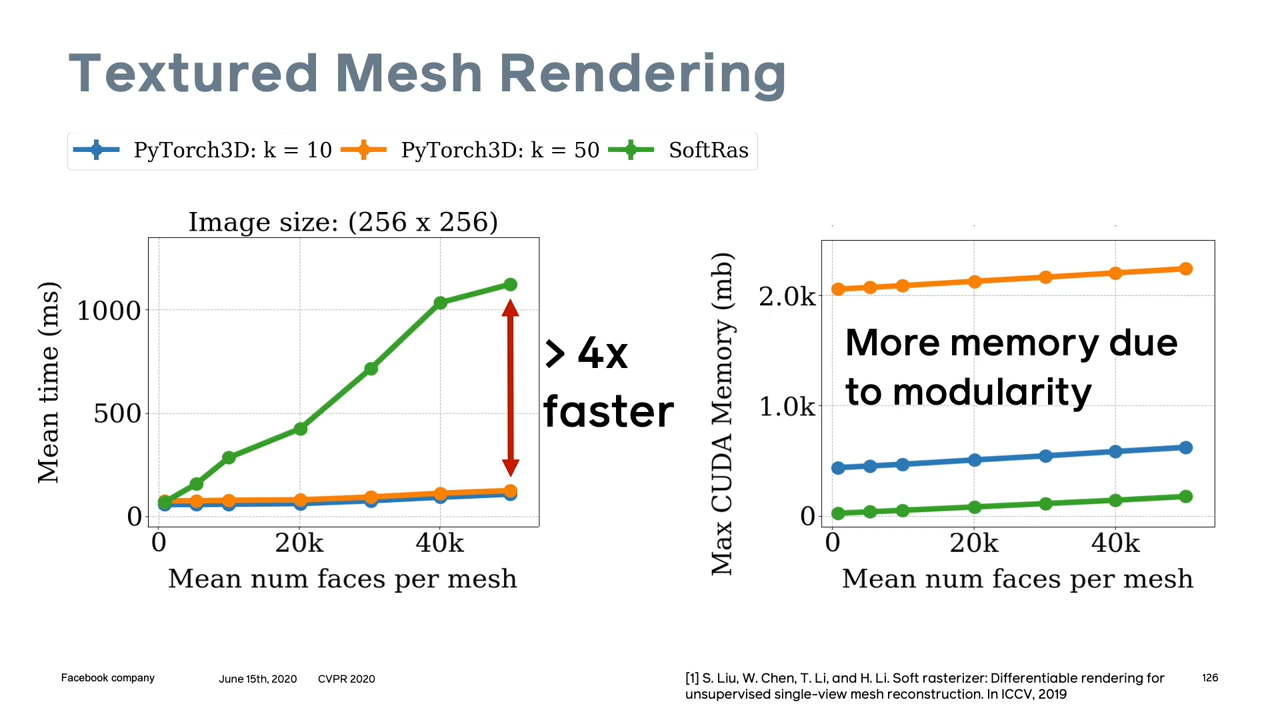 Textured Mesh Rendering
PyTorch3D: k = 10 PyTorch3D: k = 50 SoftRas
Image size: (256 x 256)
Mean time (ms)
1000
500
0
0 20k 40k
Mean num faces per mesh
> 4x
faster
Max CUDA Memory (mb)
2.0k
1.0k
0
More memory due
to modularity
0 20k 40k
Mean num faces per mesh
Facebook company June 15th, 2020 CVPR 2020
[1] S. Liu, W. Chen, T. Li, and H. Li. Soft rasterizer: Differentiable rendering for
unsupervised single-view mesh reconstruction. In ICCV, 2019
126